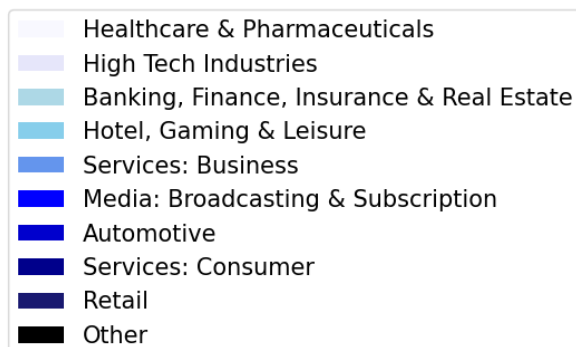 Healthcare & Pharmaceuticals
High Tech Industries
Banking, Finance, Insurance & Real Estate
Hotel, Gaming & Leisure
Services: Business
Media: Broadcasting & Subscription
Automotive
Services: Consumer
Retail
Other